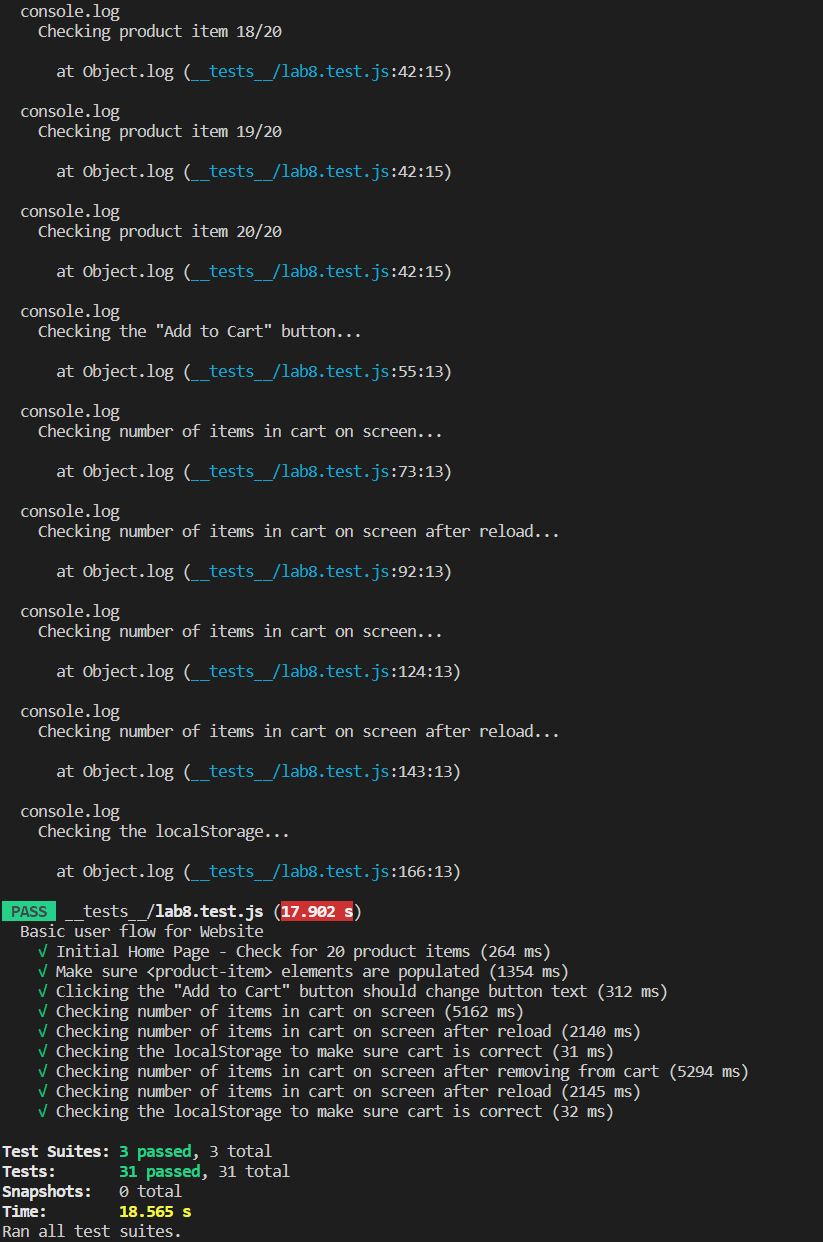 console.log
Checking product item 18/20
at Object.log (__tests__/lab8.test.js:42:15)
console.log
Checking product item 19/20
at Object.log (__tests__/lab8.test.js:42:15)
console.log
Checking product item 20/20
at Object.log (__tests__/lab8.test.js:42:15)
console.log
Checking the "Add to Cart" button...
at Object.log (__tests__/lab8.test.js:55:13)
console.log
Checking number of items in cart on screen...
at Object.log (__tests__/lab8.test.js:73:13)
console.log
Checking number of items in cart on screen after reload...
at Object.log (__tests__/lab8.test.js:92:13)
console.log
Checking number of items in cart on screen...
at Object.log (__tests__/lab8.test.js:124:13)
console.log
Checking number of items in cart on screen after reload...
at Object.log (__tests__/lab8.test.js:143:13)
console.log
Checking the localStorage...
at Object.log (__tests__/lab8.test.js:166:13)
PASS __tests__/lab8.test.js (17.902 s)
Basic user flow for Website
√ Initial Home Page - Check for 20 product items (264 ms)
√ Make sure <product-item> elements are populated (1354 ms)
√ Clicking the "Add to Cart" button should change button text (312 ms)
√ Checking number of items in cart on screen (5162 ms)
√ Checking number of items in cart on screen after reload (2140 ms)
√ Checking the localStorage to make sure cart is correct (31 ms)
√ Checking number of items in cart on screen after removing from cart (5294 ms)
√ Checking number of items in cart on screen after reload (2145 ms)
√ Checking the localStorage to make sure cart is correct (32 ms)
Test Suites: 3 passed, 3 total
Tests: 31 passed, 31 total
Snapshots: 0 total
Time: 18.565 s
Ran all test suites.